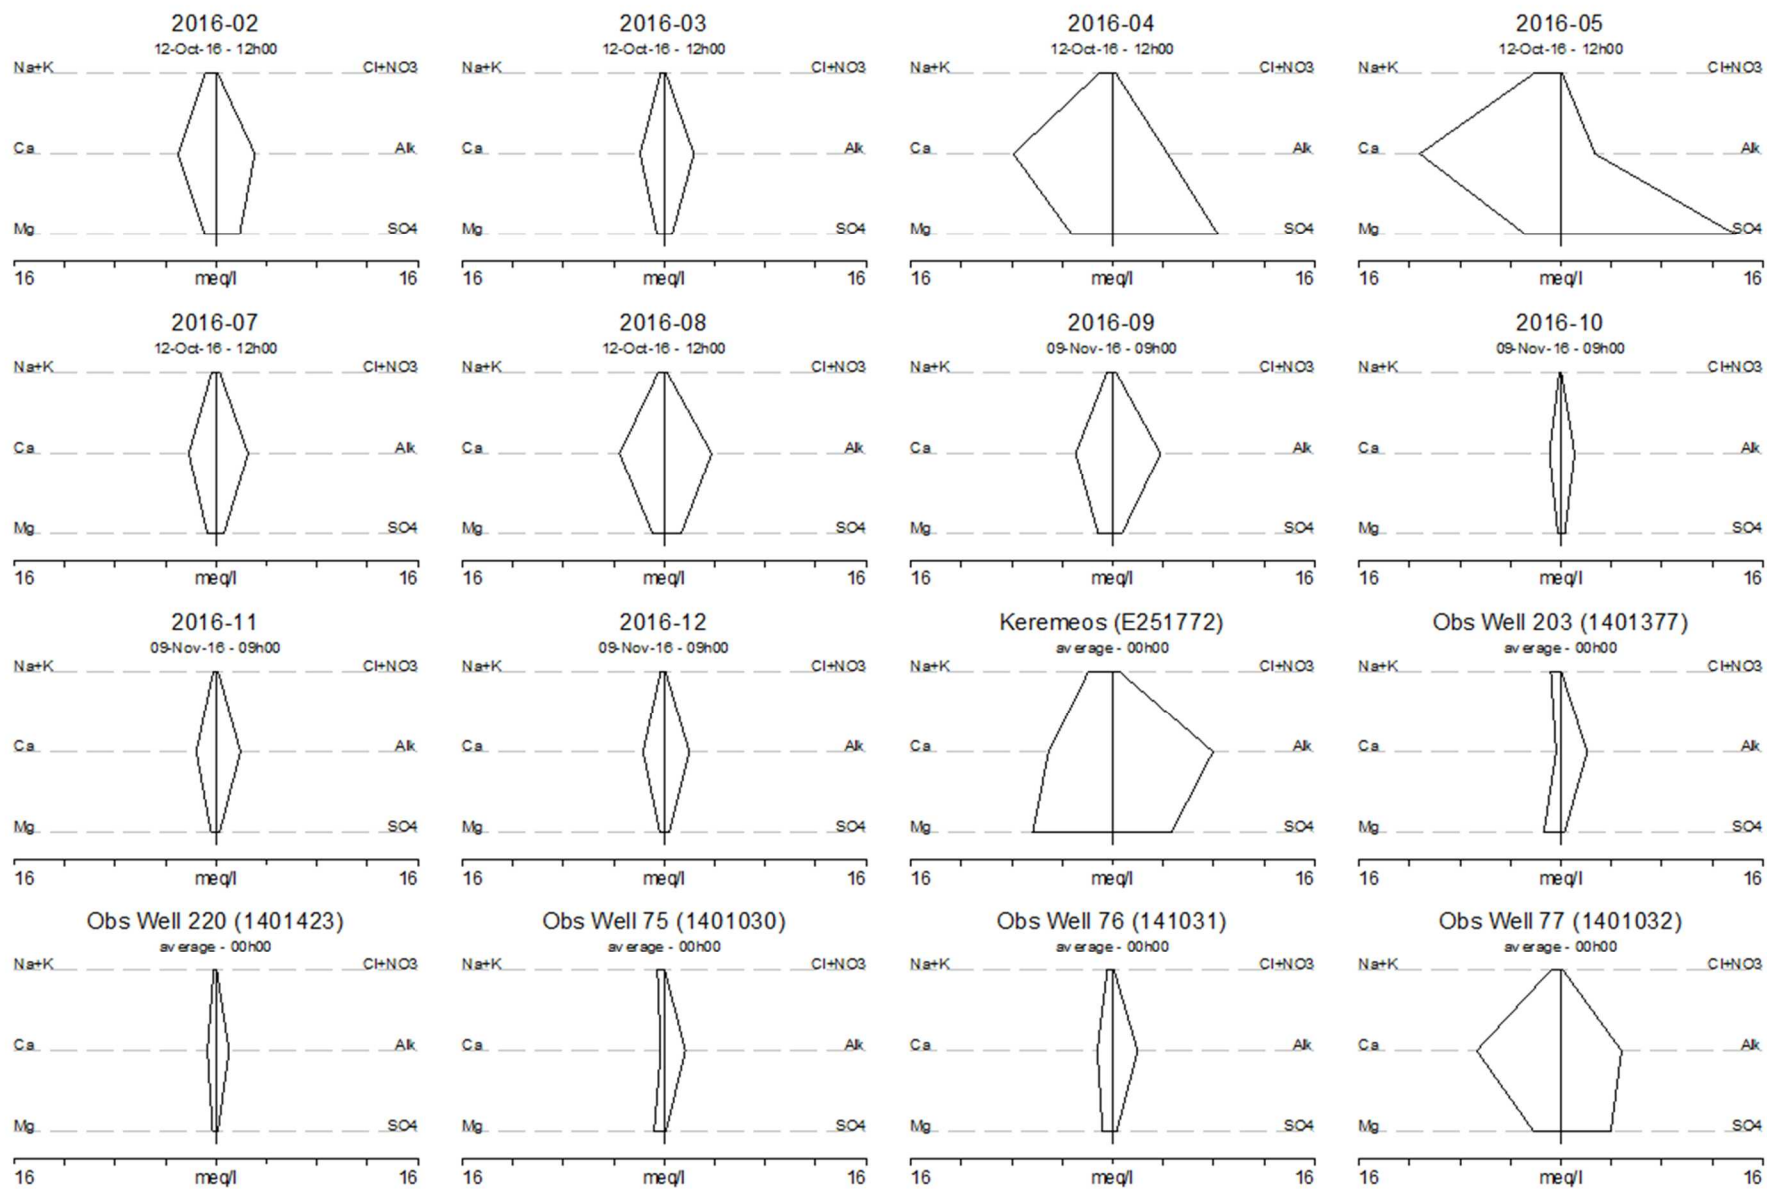 2016-02 2016-03 2016-04 2016-05
12-Oct-16 - 12h00 12-Oct-16 - 12h00 12-Oct-16 - 12h00 12-Oct-16 - 12h00
Na+K Cl+NO3 Na+K Cl+NO3 Na+K Cl+NO3 Na+K Cl+NO3
Ca Alk Ca Alk Ca Alk Ca Alk
Mg SO4 Mg SO4 Mg SO4 Mg SO4
16 meq/l 16 16 meq/l 16 16 meq/l 16 16 meq/l 16
2016-07 2016-08 2016-09 2016-10
12-Oct-16 - 12h00 12-Oct-16 - 12h00 09-Nov-16 - 09h00 09-Nov-16 - 09h00
Na+K Cl+NO3 Na+K Cl+NO3 Na+K Cl+NO3 Na+K Cl+NO3
Ca Alk Ca Alk Ca Alk Ca Alk
Mg SO4 Mg SO4 Mg SO4 Mg SO4
16 meq/l 16 16 meq/l 16 16 meq/l 16 16 meq/l 16
2016-11 2016-12 Keremeos (E251772) Obs Well 203 (1401377)
09-Nov-16 - 09h00 09-Nov-16 - 09h00 average - 00h00 average - 00h00
Na+K Cl+NO3 Na+K Cl+NO3 Na+K Cl+NO3 Na+K Cl+NO3
Ca Alk Ca Alk Ca Alk Ca Alk
Mg SO4 Mg SO4 Mg SO4 Mg SO4
16 meq/l 16 16 meq/l 16 16 meq/l 16 16 meq/l 16
Obs Well 220 (1401423) Obs Well 75 (1401030) Obs Well 76 (141031) Obs Well 77 (1401032)
average - 00h00 average - 00h00 average - 00h00 average - 00h00
Na+K Cl+NO3 Na+K Cl+NO3 Na+K Cl+NO3 Na+K Cl+NO3
Ca Alk Ca Alk Ca Alk Ca Alk
Mg SO4 Mg SO4 Mg SO4 Mg SO4
16 meq/l 16 16 meq/l 16 16 meq/l 16 16 meq/l 16